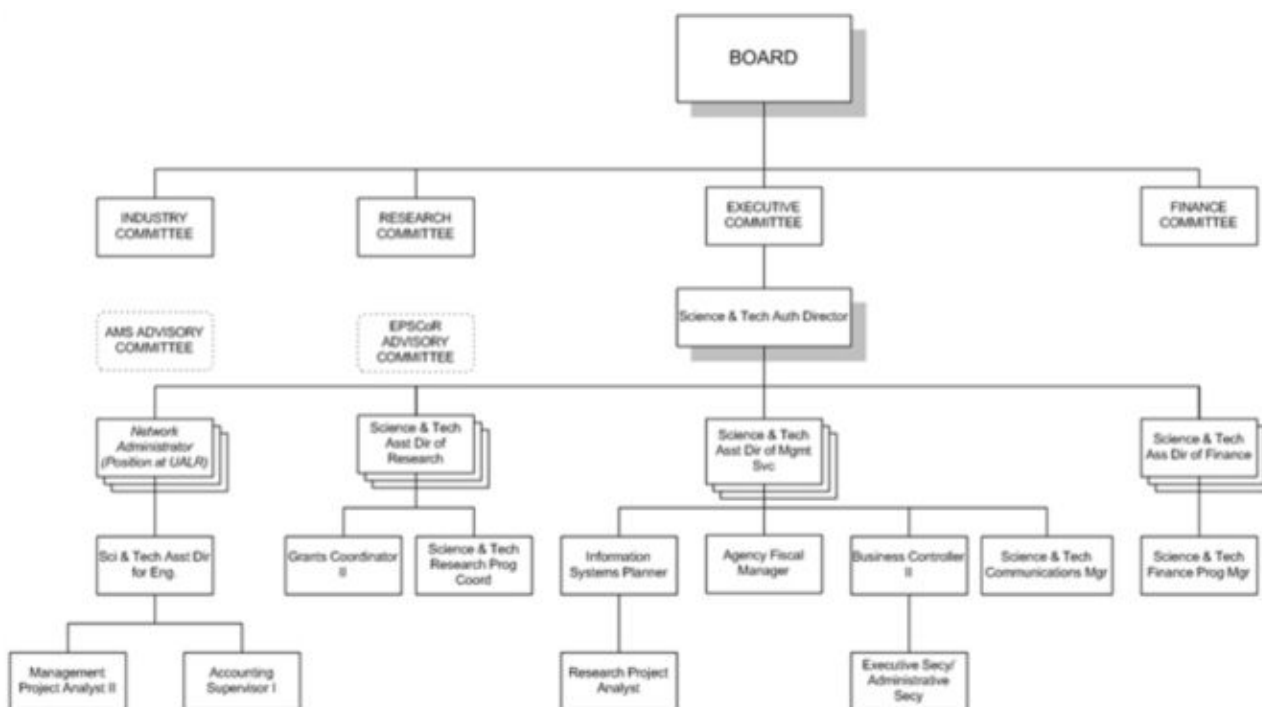 BOARD
INDUSTRY
COMMITTEE
RESEARCH
COMMITTEE
EXECUTIVE
COMMITTEE
FINANCE
COMMITTEE
AMS ADVISORY
COMMITTEE
EPSCoR
ADVISORY
COMMITTEE
Science & Tech Auth Director
Network
Administrator
(Position at UALR)
Science & Tech
Asst Dir of
Research
Science & Tech
Asst Dir of Mgmt
Svc
Science & Tech
Ass Dir of Finance
Sci & Tech Asst Dir
for Eng.
Grants Coordinator
II
Science & Tech
Research Prog
Coord
Information
Systems Planner
Agency Fiscal
Manager
Business Controller
II
Science & Tech
Communications Mgr
Science & Tech
Finance Prog Mgr
Management
Project Analyst II
Accounting
Supervisor I
Research Project
Analyst
Executive Secy/
Administrative
Secy